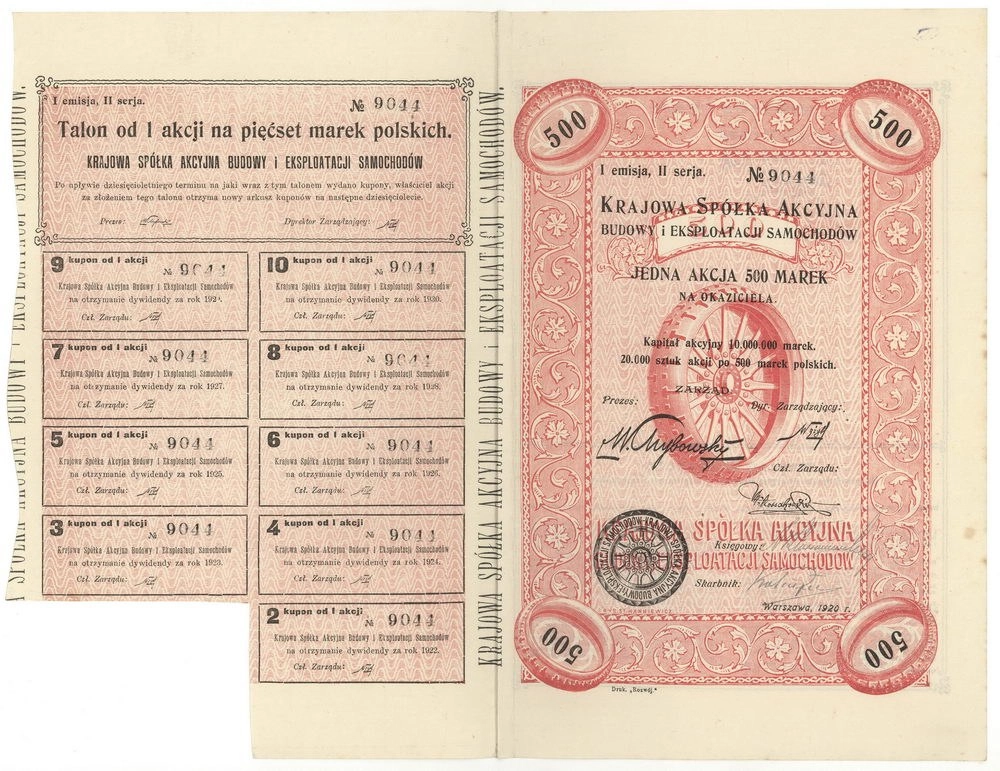 I emisja, II serja.
№ 9044
Talon od 1 akcji na pięćset marek polskich.
KRAJOWA SPÓŁKA AKCYJNA BUDOWY i EKSPLOATACJI SAMOCHODÓW
Po upływie dziesięcioletniego terminu na jaki wraz z tym talonem wydano kupony, właściciel akcji
za złożeniem tego talonu otrzyma nowy arkusz kuponów na następne dziesięciolecie.
Prezes:
Dyrektor Zarządzający:
9 kupon od 1 akcji
№ 9044
Krajowa Spółka Akcyjna Budowy i Eksploatacji Samochodów
na otrzymanie dywidendy za rok
Czł. Zarządu:
10 kupon od 1 akcji
№ 9044
Krajowa Spółka Akcyjna Budowy i Eksploatacji Samochodów
na otrzymanie dywidendy za rok 1930.
Czł. Zarządu:
7 kupon od 1 akcji
№ 9044
Krajowa Spółka Akcyjna Budowy i Eksploatacji Samochodów
na otrzymanie dywidendy za rok 1927.
Czł. Zarządu:
8 kupon od 1 akcji
№ 9044
Krajowa Spółka Akcyjna Budowy i Eksploatacji Samochodów
na otrzymanie dywidendy za rok 1928.
Czł. Zarządu:
5 kupon od 1 akcji
№ 9044
Krajowa Spółka Akcyjna Budowy i Eksploatacji Samochodów
na otrzymanie dywidendy za rok 1925.
Czł. Zarządu:
6 kupon od 1 akcji
№ 9044
Krajowa Spółka Akcyjna Budowy i Eksploatacji Samochodów
na otrzymanie dywidendy za rok 1926.
Czł. Zarządu:
3 kupon od 1 akcji
№ 9044
Krajowa Spółka Akcyjna Budowy i Eksploatacji Samochodów
na otrzymanie dywidendy za rok 1923.
Czł. Zarządu:
4 kupon od 1 akcji
№ 9044
Krajowa Spółka Akcyjna Budowy i Eksploatacji Samochodów
na otrzymanie dywidendy za rok 1924.
Czł. Zarządu:
2 kupon od 1 akcji
№ 9044
Krajowa Spółka Akcyjna Budowy i Eksploatacji Samochodów
na otrzymanie dywidendy za rok 1922.
Czł. Zarządu:
SPÓŁKA AKCYJNA BUDOWY i EKSPLOATACJI SAMOCHODÓW.
KRAJOWA SPÓŁKA AKCYJNA BUDOWY i EKSPLOATACJI SAMOCHODÓW.
500
500
I emisja, II serja.
№ 9044
KRAJOWA SPÓŁKA AKCYJNA
BUDOWY i EKSPLOATACJI SAMOCHODÓW
JEDNA AKCJA 500 MAREK
NA OKAZICIELA.
Kapitał akcyjny 10.000.000 marek.
20.000 sztuk akcji po 500 marek polskich.
ZARZĄD.
Prezes:
Dyr. Zarządzający:
Czł. Zarządu:
SPÓŁKA AKCYJNA
Księgowy:
EKSPLOATACJI SAMOCHODÓW
KRAJOWA SPÓŁKA AKCYJNA BUDOWY i EKSPLOATACJI SAMOCHODÓW
Skarbnik:
Warszawa, 1920 r.
500
500
Druk. „Rozwój."